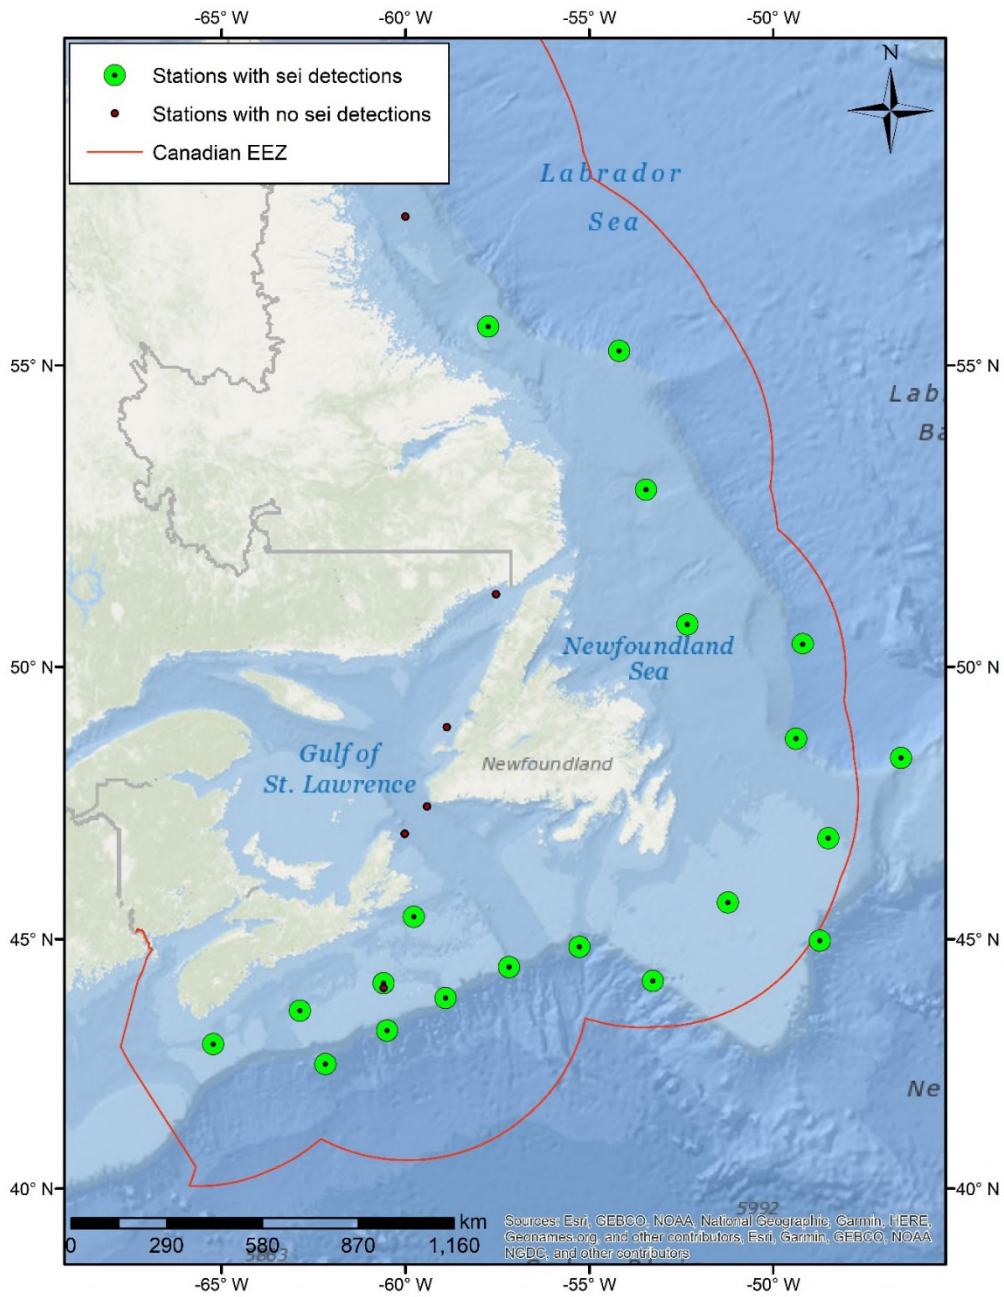 -65° W -60° W -55° W -50° W
Stations with sei detections
Stations with no sei detections
Canadian EEZ
N
Labrador
Sea
55° N 55° N
Lab
Ba
50° N 50° N
Newfoundland
Sea
Gulf of
St. Lawrence
Newfoundland
45° N 45° N
Ne
40° N 40° N
5992
km
0 290 580 870 1,160
Sources: Esri, GEBCO, NOAA, National Geographic, Garmin, HERE,
Geonames.org, and other contributors, Esri, Garmin, GEBCO, NOAA
NGDC, and other contributors
-65° W -60° W -55° W -50° W